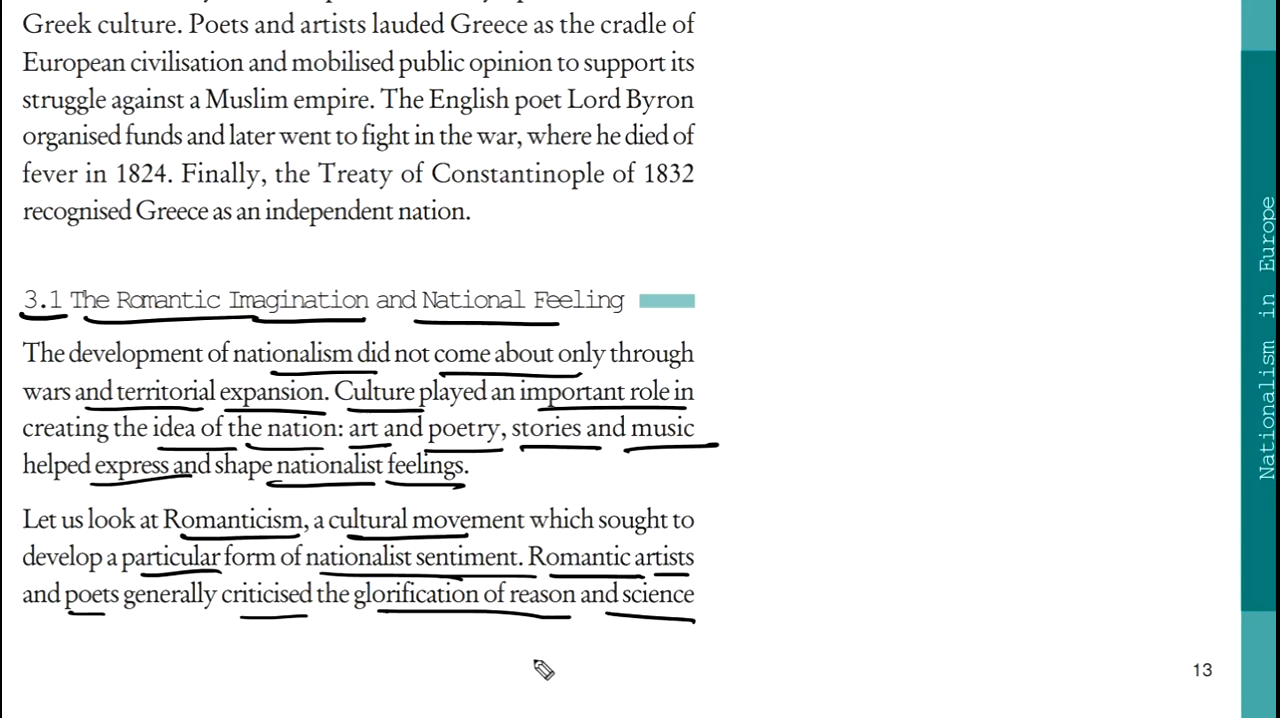 Greek culture. Poets and artists lauded Greece as the cradle of
European civilisation and mobilised public opinion to support its
struggle against a Muslim empire. The English poet Lord Byron
organised funds and later went to fight in the war, where he died of
fever in 1824. Finally, the Treaty of Constantinople of 1832
recognised Greece as an independent nation.
3.1 The Romantic Imagination and National Feeling
The development of nationalism did not come about only through
wars and territorial expansion. Culture played an important role in
creating the idea of the nation: art and poetry, stories and music
helped express and shape nationalist feelings.
Let us look at Romanticism, a cultural movement which sought to
develop a particular form of nationalist sentiment. Romantic artists
and poets generally criticised the glorification of reason and science
13
Nationalism in Europe